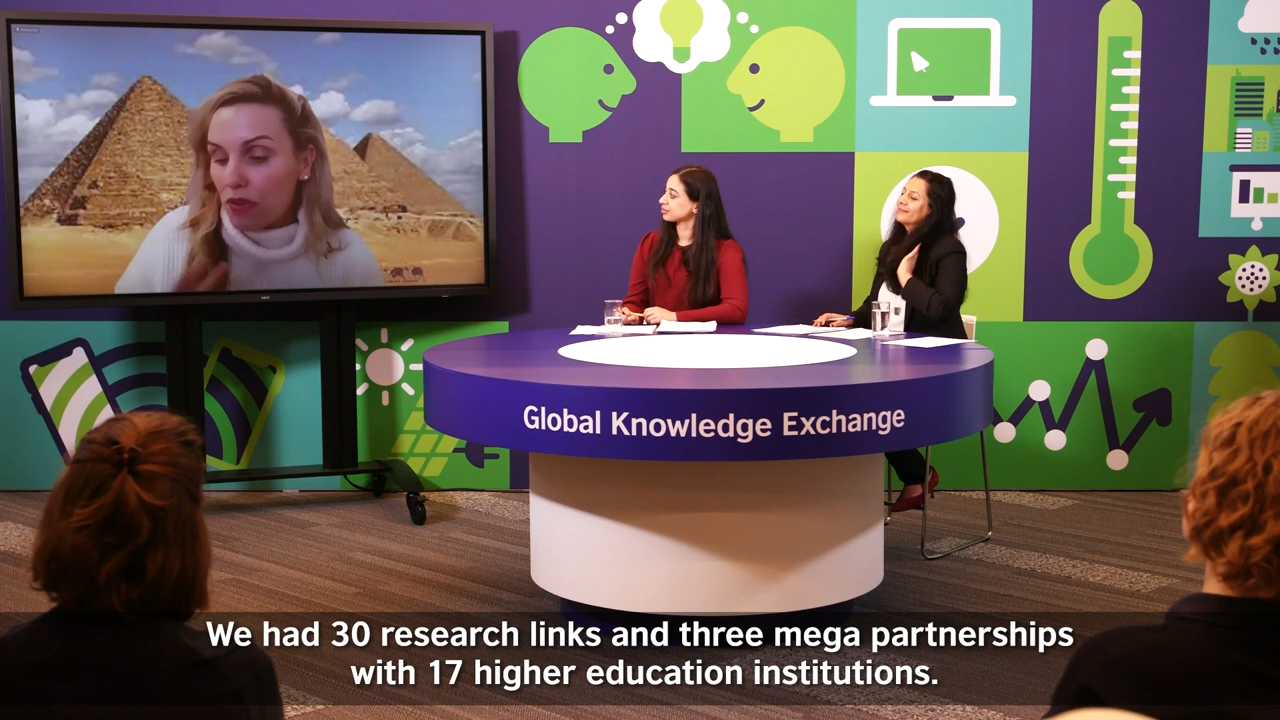 Global Knowledge Exchange
We had 30 research links and three mega partnerships
with 17 higher education institutions.